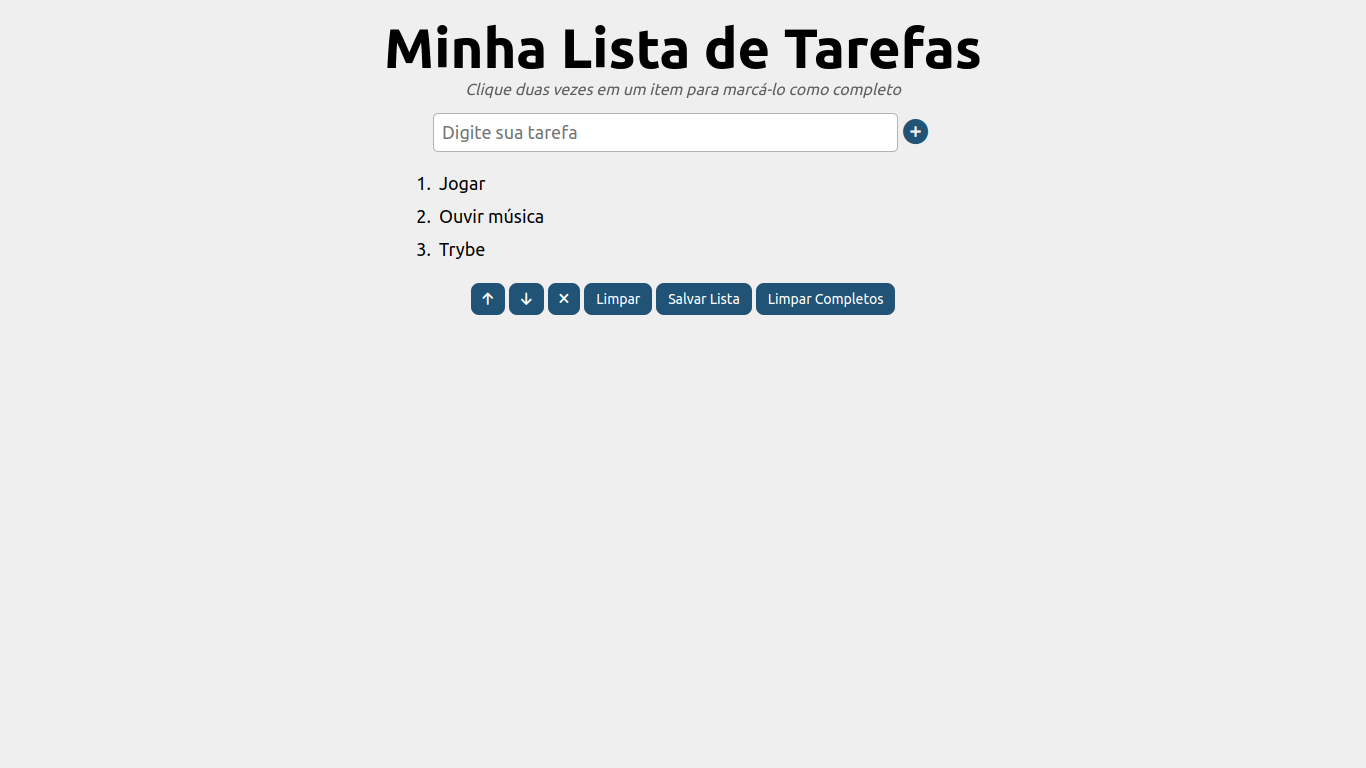 Minha Lista de Tarefas
Clique duas vezes em um item para marcá-lo como completo
Digite sua tarefa +
1. Jogar
2. Ouvir música
3. Trybe
↑ ↓ × Limpar Salvar Lista Limpar Completos